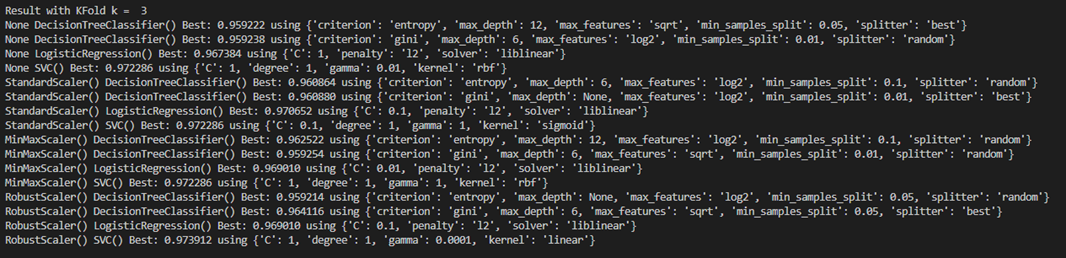 Result with KFold k =  3
None DecisionTreeClassifier() Best: 0.959222 using {'criterion': 'entropy', 'max_depth': 12, 'max_features': 'sqrt', 'min_samples_split': 0.05, 'splitter': 'best'}
None DecisionTreeClassifier() Best: 0.959238 using {'criterion': 'gini', 'max_depth': 6, 'max_features': 'log2', 'min_samples_split': 0.01, 'splitter': 'random'}
None LogisticRegression() Best: 0.967384 using {'C': 1, 'penalty': 'l2', 'solver': 'liblinear'}
None SVC() Best: 0.972286 using {'C': 1, 'degree': 1, 'gamma': 0.01, 'kernel': 'rbf'}
StandardScaler() DecisionTreeClassifier() Best: 0.960864 using {'criterion': 'entropy', 'max_depth': 6, 'max_features': 'log2', 'min_samples_split': 0.1, 'splitter': 'random'}
StandardScaler() DecisionTreeClassifier() Best: 0.960880 using {'criterion': 'gini', 'max_depth': None, 'max_features': 'log2', 'min_samples_split': 0.01, 'splitter': 'best'}
StandardScaler() LogisticRegression() Best: 0.970652 using {'C': 0.1, 'penalty': 'l2', 'solver': 'liblinear'}
StandardScaler() SVC() Best: 0.972286 using {'C': 0.1, 'degree': 1, 'gamma': 1, 'kernel': 'sigmoid'}
MinMaxScaler() DecisionTreeClassifier() Best: 0.962522 using {'criterion': 'entropy', 'max_depth': 12, 'max_features': 'log2', 'min_samples_split': 0.1, 'splitter': 'random'}
MinMaxScaler() DecisionTreeClassifier() Best: 0.959254 using {'criterion': 'gini', 'max_depth': 6, 'max_features': 'sqrt', 'min_samples_split': 0.01, 'splitter': 'random'}
MinMaxScaler() LogisticRegression() Best: 0.969010 using {'C': 0.01, 'penalty': 'l2', 'solver': 'liblinear'}
MinMaxScaler() SVC() Best: 0.972286 using {'C': 1, 'degree': 1, 'gamma': 1, 'kernel': 'rbf'}
RobustScaler() DecisionTreeClassifier() Best: 0.959214 using {'criterion': 'entropy', 'max_depth': None, 'max_features': 'log2', 'min_samples_split': 0.05, 'splitter': 'random'}
RobustScaler() DecisionTreeClassifier() Best: 0.964116 using {'criterion': 'gini', 'max_depth': 6, 'max_features': 'sqrt', 'min_samples_split': 0.05, 'splitter': 'best'}
RobustScaler() LogisticRegression() Best: 0.969010 using {'C': 0.1, 'penalty': 'l2', 'solver': 'liblinear'}
RobustScaler() SVC() Best: 0.973912 using {'C': 1, 'degree': 1, 'gamma': 0.0001, 'kernel': 'linear'}